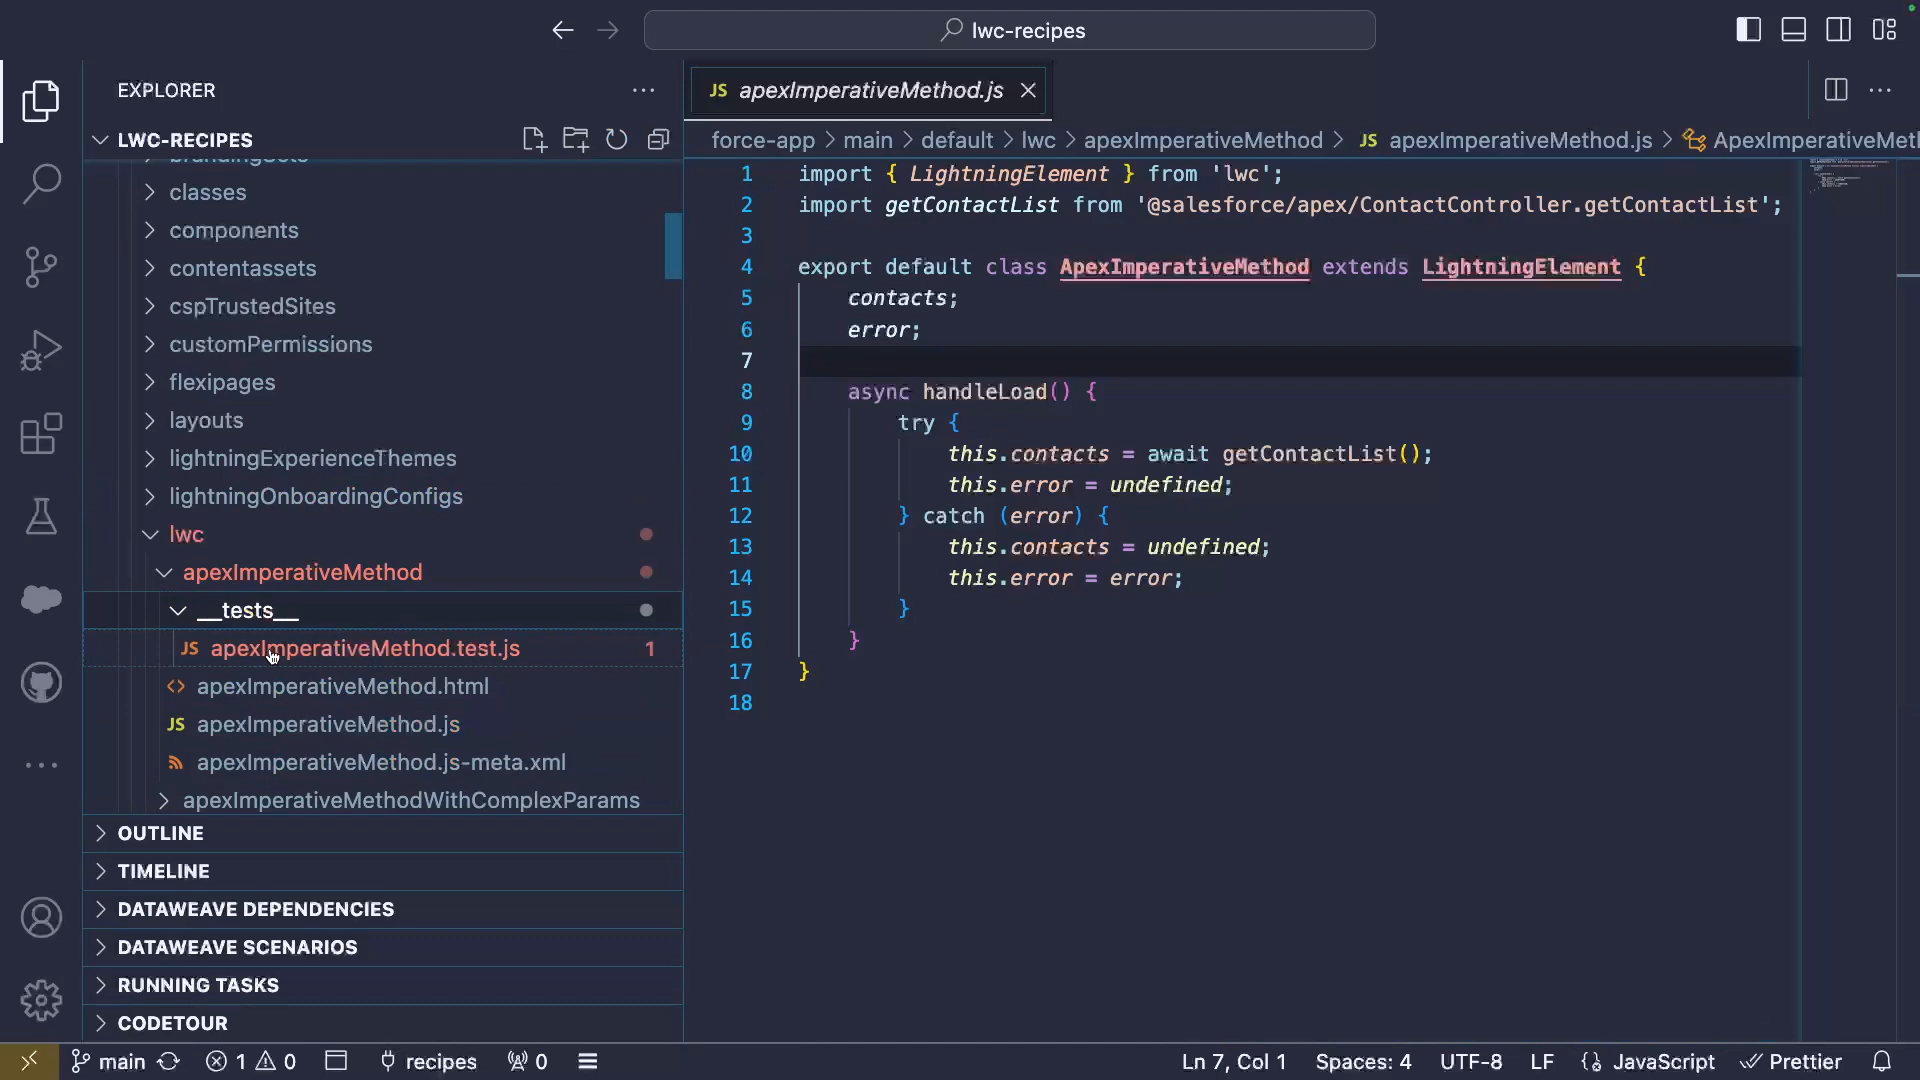 lwc-recipes
EXPLORER
LWC-RECIPES
brandingSets
classes
components
contentassets
cspTrustedSites
customPermissions
flexipages
layouts
lightningExperienceThemes
lightningOnboardingConfigs
lwc
apexImperativeMethod
__tests__
JS apexImperativeMethod.test.js 1
<> apexImperativeMethod.html
JS apexImperativeMethod.js
apexImperativeMethod.js-meta.xml
apexImperativeMethodWithComplexParams
OUTLINE
TIMELINE
DATAWEAVE DEPENDENCIES
DATAWEAVE SCENARIOS
RUNNING TASKS
CODETOUR
JS apexImperativeMethod.js
force-app > main > default > lwc > apexImperativeMethod > JS apexImperativeMethod.js > ApexImperativeMet
1 import { LightningElement } from 'lwc';
2 import getContactList from '@salesforce/apex/ContactController.getContactList';
3
4 export default class ApexImperativeMethod extends LightningElement {
5 contacts;
6 error;
7
8 async handleLoad() {
9 try {
10 this.contacts = await getContactList();
11 this.error = undefined;
12 } catch (error) {
13 this.contacts = undefined;
14 this.error = error;
15 }
16 }
17 }
18
main 1 0 recipes 0 Ln 7, Col 1 Spaces: 4 UTF-8 LF JavaScript Prettier